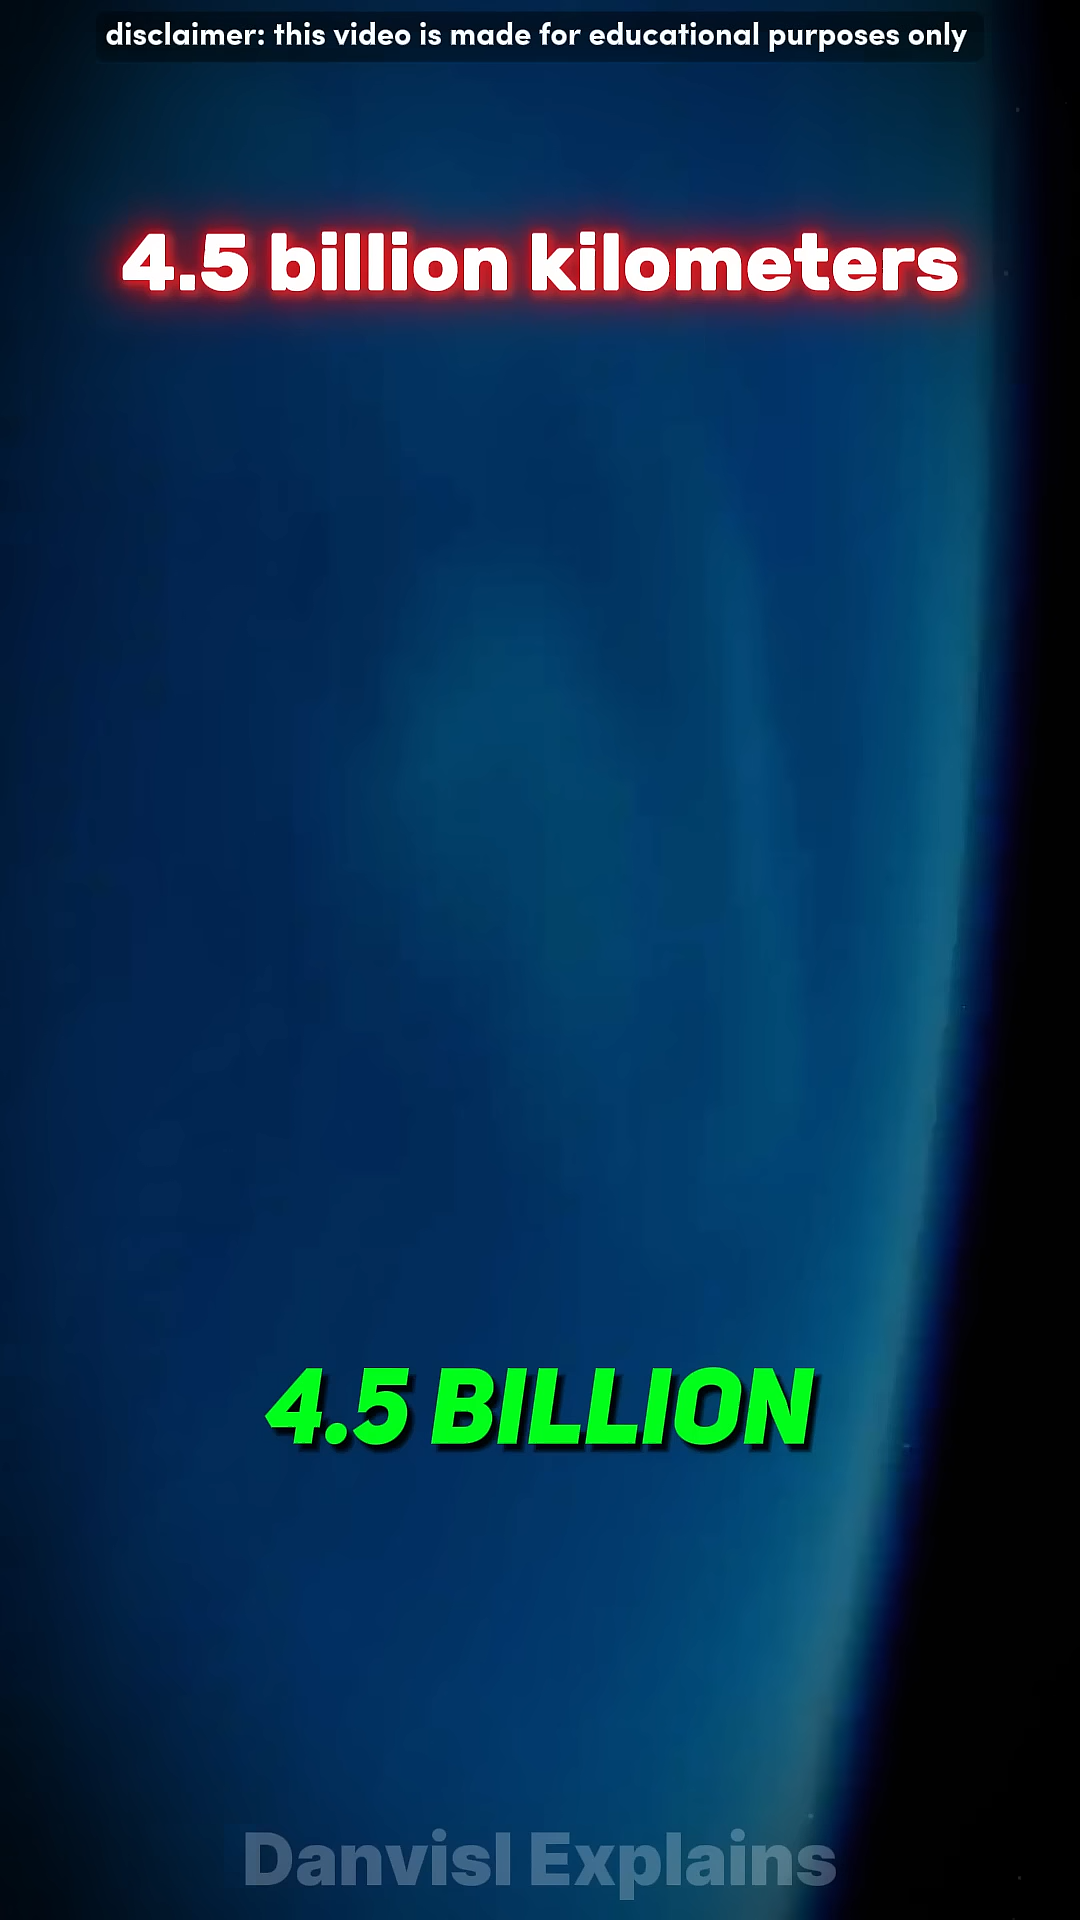 disclaimer: this video is made for educational purposes only
4.5 billion kilometers
4.5 BILLION
Danvisl Explains